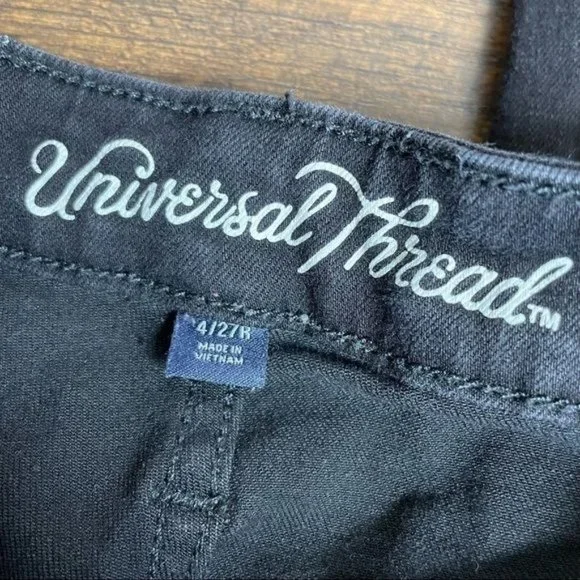 Universal Thread™
4/27R
MADE IN
VIETNAM